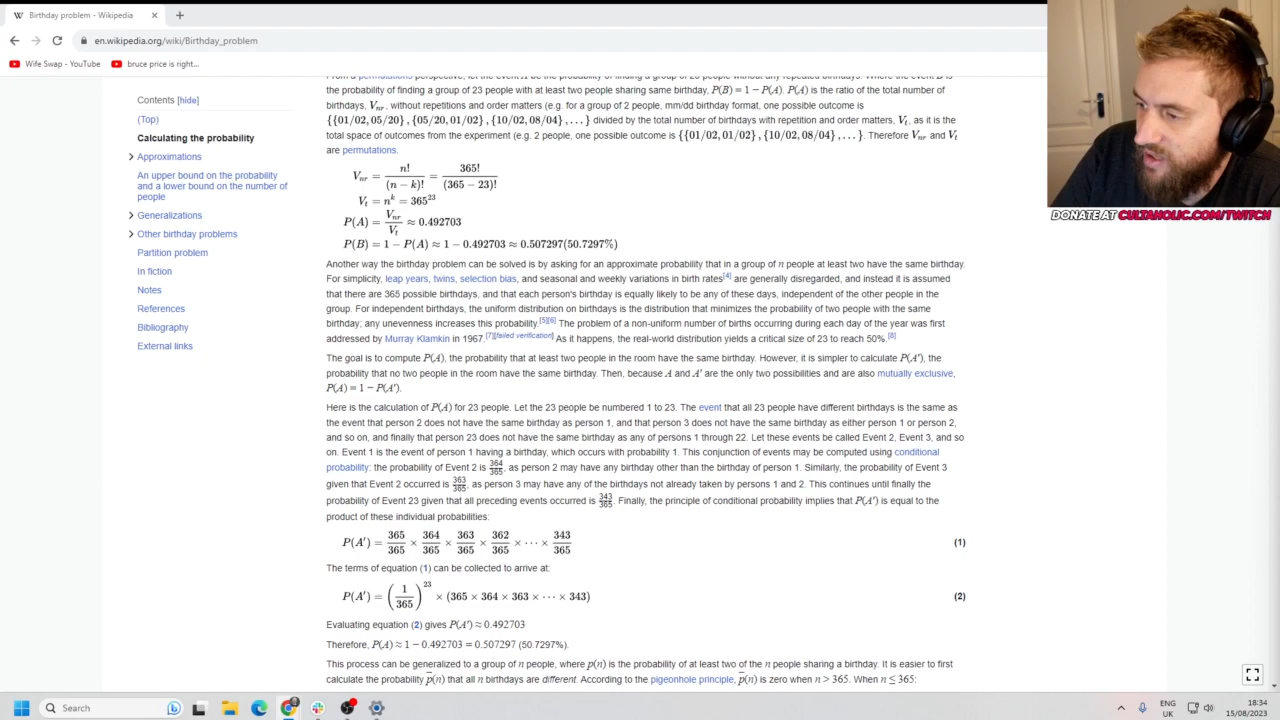 Birthday problem - Wikipedia
en.wikipedia.org/wiki/Birthday_problem
Wife Swap - YouTube
bruce price is right...
Contents [hide]
(Top)
Calculating the probability
Approximations
An upper bound on the probability
and a lower bound on the number of
people
Generalizations
Other birthday problems
Partition problem
In fiction
Notes
References
Bibliography
External links
the probability of finding a group of 23 people with at least two people sharing same birthday, P(B) = 1 − P(A). P(A) is the ratio of the total number of
birthdays, Vnr, without repetitions and order matters (e.g. for a group of 2 people, mm/dd birthday format, one possible outcome is
{{01/02, 05/20}, {05/20, 01/02}, {10/02, 08/04}, . . .} divided by the total number of birthdays with repetition and order matters, Vt, as it is the
total space of outcomes from the experiment (e.g. 2 people, one possible outcome is {{01/02, 01/02}, {10/02, 08/04}, . . .}. Therefore Vnr and Vt
are permutations.
Vnr = n!/(n − k)! = 365!/(365 − 23)!
Vt = n^k = 365^23
P(A) = Vnr/Vt ≈ 0.492703
P(B) = 1 − P(A) ≈ 1 − 0.492703 ≈ 0.507297(50.7297%)
Another way the birthday problem can be solved is by asking for an approximate probability that in a group of n people at least two have the same birthday.
For simplicity, leap years, twins, selection bias, and seasonal and weekly variations in birth rates[4] are generally disregarded, and instead it is assumed
that there are 365 possible birthdays, and that each person's birthday is equally likely to be any of these days, independent of the other people in the
group. For independent birthdays, the uniform distribution on birthdays is the distribution that minimizes the probability of two people with the same
birthday; any unevenness increases this probability.[5][6] The problem of a non-uniform number of births occurring during each day of the year was first
addressed by Murray Klamkin in 1967.[7][failed verification] As it happens, the real-world distribution yields a critical size of 23 to reach 50%.[8]
The goal is to compute P(A), the probability that at least two people in the room have the same birthday. However, it is simpler to calculate P(A′), the
probability that no two people in the room have the same birthday. Then, because A and A′ are the only two possibilities and are also mutually exclusive,
P(A) = 1 − P(A′).
Here is the calculation of P(A) for 23 people. Let the 23 people be numbered 1 to 23. The event that all 23 people have different birthdays is the same as
the event that person 2 does not have the same birthday as person 1, and that person 3 does not have the same birthday as either person 1 or person 2,
and so on, and finally that person 23 does not have the same birthday as any of persons 1 through 22. Let these events be called Event 2, Event 3, and so
on. Event 1 is the event of person 1 having a birthday, which occurs with probability 1. This conjunction of events may be computed using conditional
probability: the probability of Event 2 is 364/365, as person 2 may have any birthday other than the birthday of person 1. Similarly, the probability of Event 3
given that Event 2 occurred is 363/365, as person 3 may have any of the birthdays not already taken by persons 1 and 2. This continues until finally the
probability of Event 23 given that all preceding events occurred is 343/365. Finally, the principle of conditional probability implies that P(A′) is equal to the
product of these individual probabilities:
P(A′) = 365/365 × 364/365 × 363/365 × 362/365 × · · · × 343/365 (1)
The terms of equation (1) can be collected to arrive at:
P(A′) = (1/365)^23 × (365 × 364 × 363 × · · · × 343) (2)
Evaluating equation (2) gives P(A′) ≈ 0.492703
Therefore, P(A) ≈ 1 − 0.492703 = 0.507297 (50.7297%).
This process can be generalized to a group of n people, where p(n) is the probability of at least two of the n people sharing a birthday. It is easier to first
calculate the probability p̅(n) that all n birthdays are different. According to the pigeonhole principle, p̅(n) is zero when n > 365. When n ≤ 365:
DONATE AT CULTAHOLIC.COM/TWITCH
Search
ENG
UK
18:34
15/08/2023